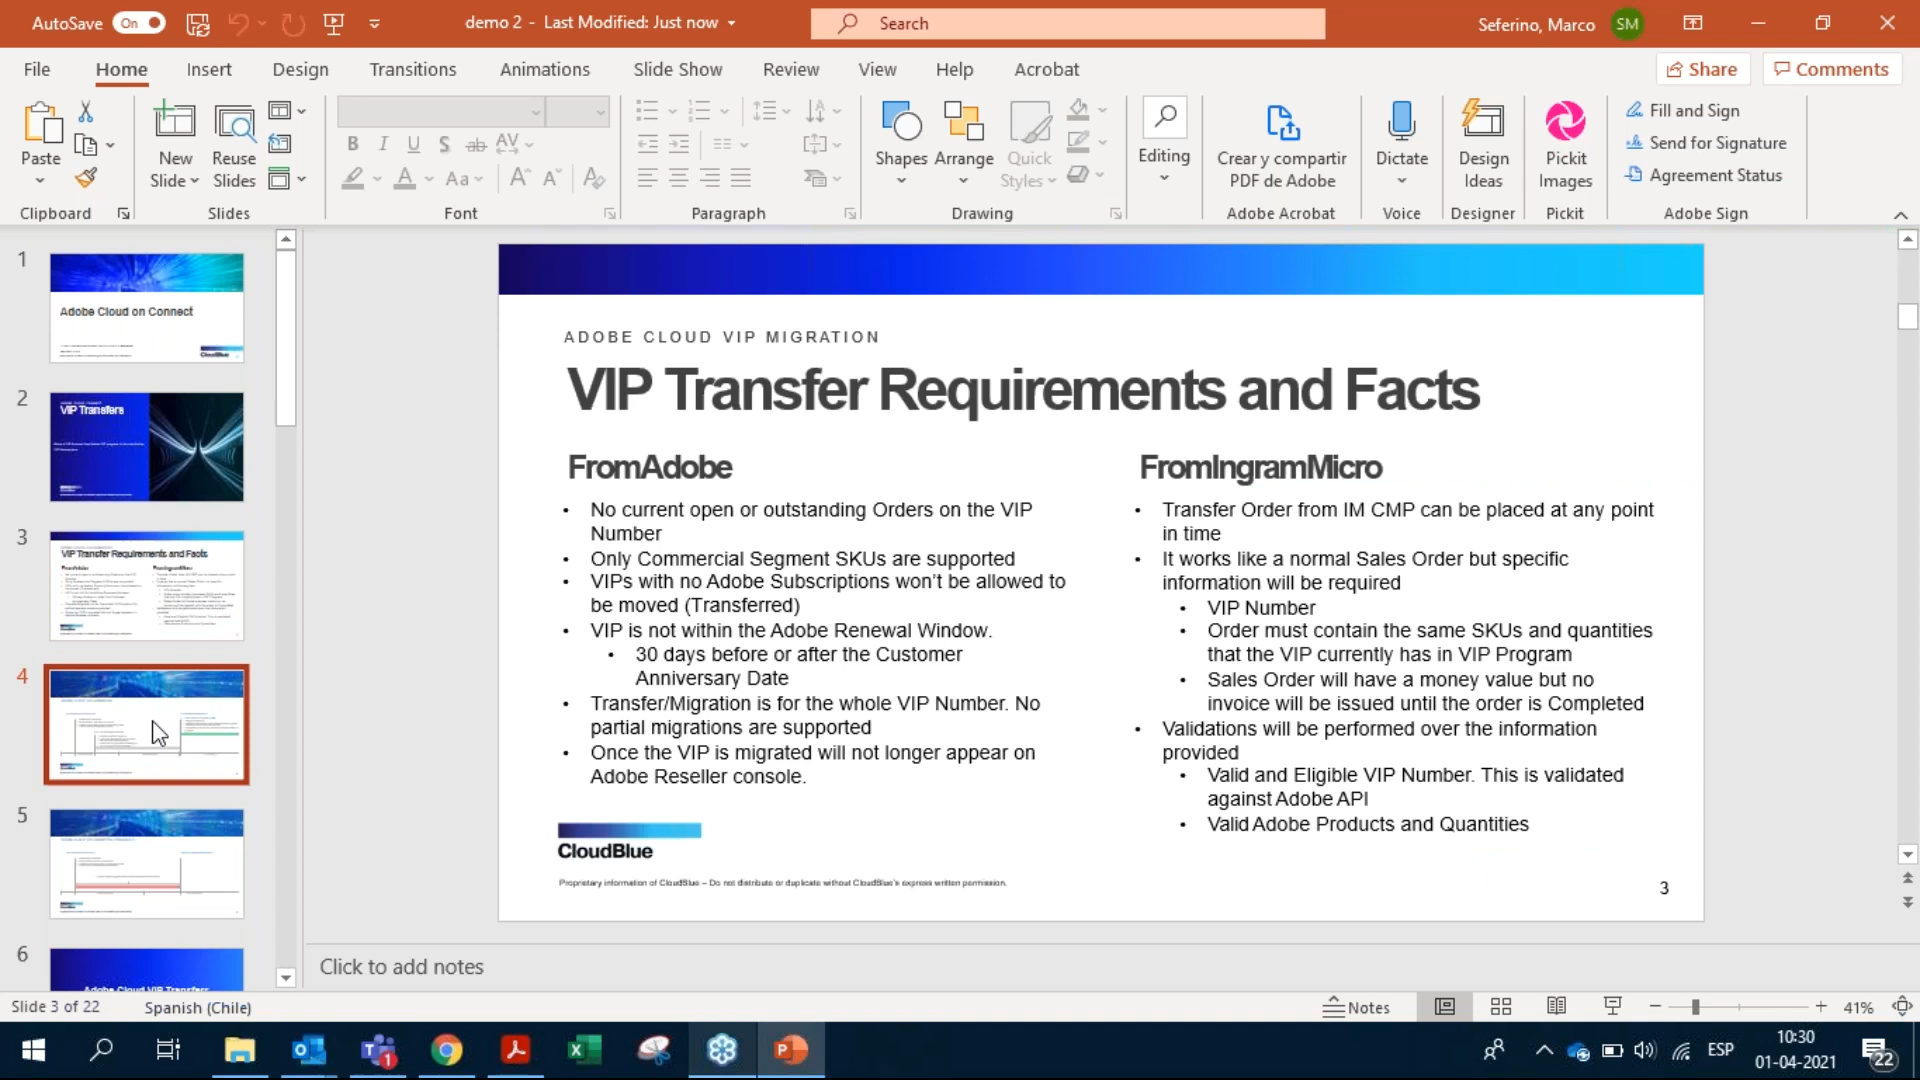 AutoSave On demo 2 - Last Modified: Just now Search Seferino, Marco SM
File Home Insert Design Transitions Animations Slide Show Review View Help Acrobat Share Comments
Paste New Slide Reuse Slides Shapes Arrange Quick Styles Editing Crear y compartir PDF de Adobe Dictate Design Ideas Pickit Images
Fill and Sign
Send for Signature
Agreement Status
Clipboard Slides Font Paragraph Drawing Adobe Acrobat Voice Designer Pickit Adobe Sign
1
Adobe Cloud on Connect
CloudBlue
2
VIP Transfers
3
VIP Transfer Requirements and Facts
4
5
6
Adobe Cloud VIP Transfers
ADOBE CLOUD VIP MIGRATION
VIP Transfer Requirements and Facts
FromAdobe
• No current open or outstanding Orders on the VIP
Number
• Only Commercial Segment SKUs are supported
• VIPs with no Adobe Subscriptions won't be allowed to
be moved (Transferred)
• VIP is not within the Adobe Renewal Window.
• 30 days before or after the Customer
Anniversary Date
• Transfer/Migration is for the whole VIP Number. No
partial migrations are supported
• Once the VIP is migrated will not longer appear on
Adobe Reseller console.
FromIngramMicro
• Transfer Order from IM CMP can be placed at any point
in time
• It works like a normal Sales Order but specific
information will be required
• VIP Number
• Order must contain the same SKUs and quantities
that the VIP currently has in VIP Program
• Sales Order will have a money value but no
invoice will be issued until the order is Completed
• Validations will be performed over the information
provided
• Valid and Eligible VIP Number. This is validated
against Adobe API
• Valid Adobe Products and Quantities
CloudBlue
Proprietary information of CloudBlue – Do not distribute or duplicate without CloudBlue's express written permission.
3
Click to add notes
Slide 3 of 22 Spanish (Chile) Notes 41%
ESP 10:30
01-04-2021
22